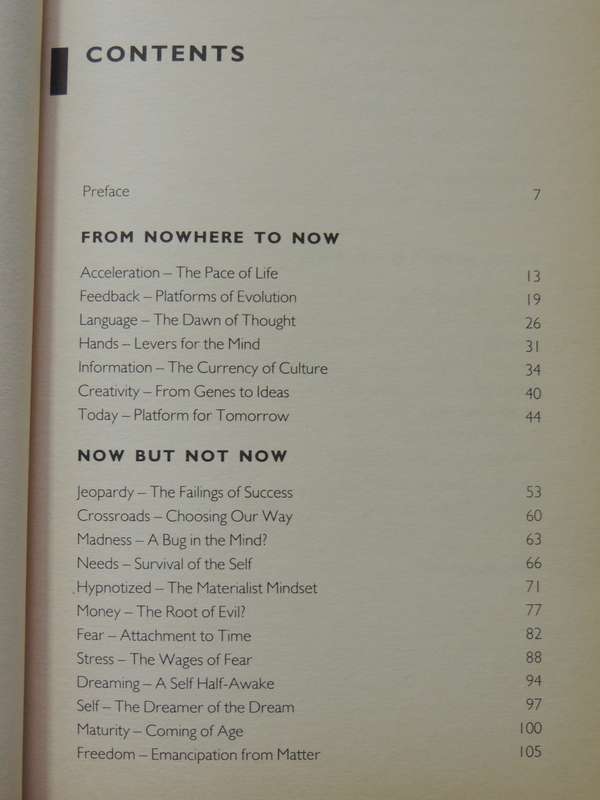 CONTENTS
Preface 7
FROM NOWHERE TO NOW
Acceleration – The Pace of Life 13
Feedback – Platforms of Evolution 19
Language – The Dawn of Thought 26
Hands – Levers for the Mind 31
Information – The Currency of Culture 34
Creativity – From Genes to Ideas 40
Today – Platform for Tomorrow 44
NOW BUT NOT NOW
Jeopardy – The Failings of Success 53
Crossroads – Choosing Our Way 60
Madness – A Bug in the Mind? 63
Needs – Survival of the Self 66
Hypnotized – The Materialist Mindset 71
Money – The Root of Evil? 77
Fear – Attachment to Time 82
Stress – The Wages of Fear 88
Dreaming – A Self Half-Awake 94
Self – The Dreamer of the Dream 97
Maturity – Coming of Age 100
Freedom – Emancipation from Matter 105